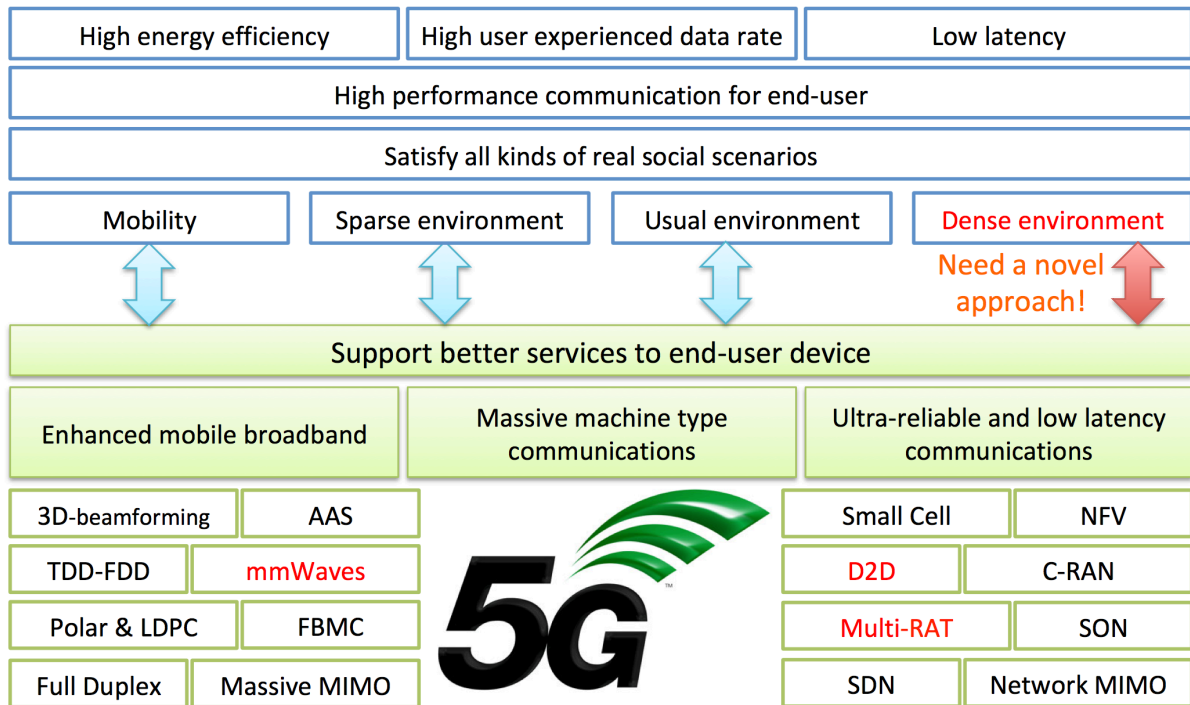 High energy efficiency
High user experienced data rate
Low latency
High performance communication for end-user
Satisfy all kinds of real social scenarios
Mobility
Sparse environment
Usual environment
Dense environment
Need a novel
approach!
Support better services to end-user device
Enhanced mobile broadband
Massive machine type
communications
Ultra-reliable and low latency
communications
3D-beamforming
AAS
TDD-FDD
mmWaves
Polar & LDPC
FBMC
Full Duplex
Massive MIMO
5G
™
Small Cell
NFV
D2D
C-RAN
Multi-RAT
SON
SDN
Network MIMO